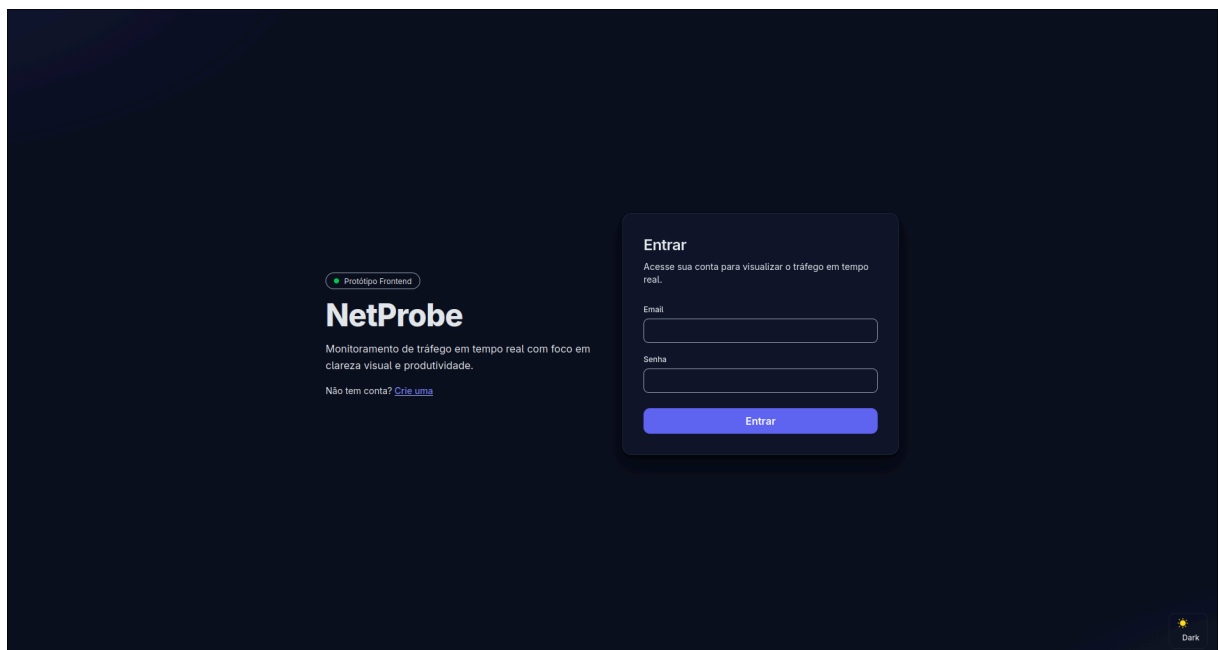 Protótipo Frontend
NetProbe
Monitoramento de tráfego em tempo real com foco em
clareza visual e produtividade.
Não tem conta? Crie uma
Entrar
Acesse sua conta para visualizar o tráfego em tempo
real.
Email
Senha
Entrar
Dark